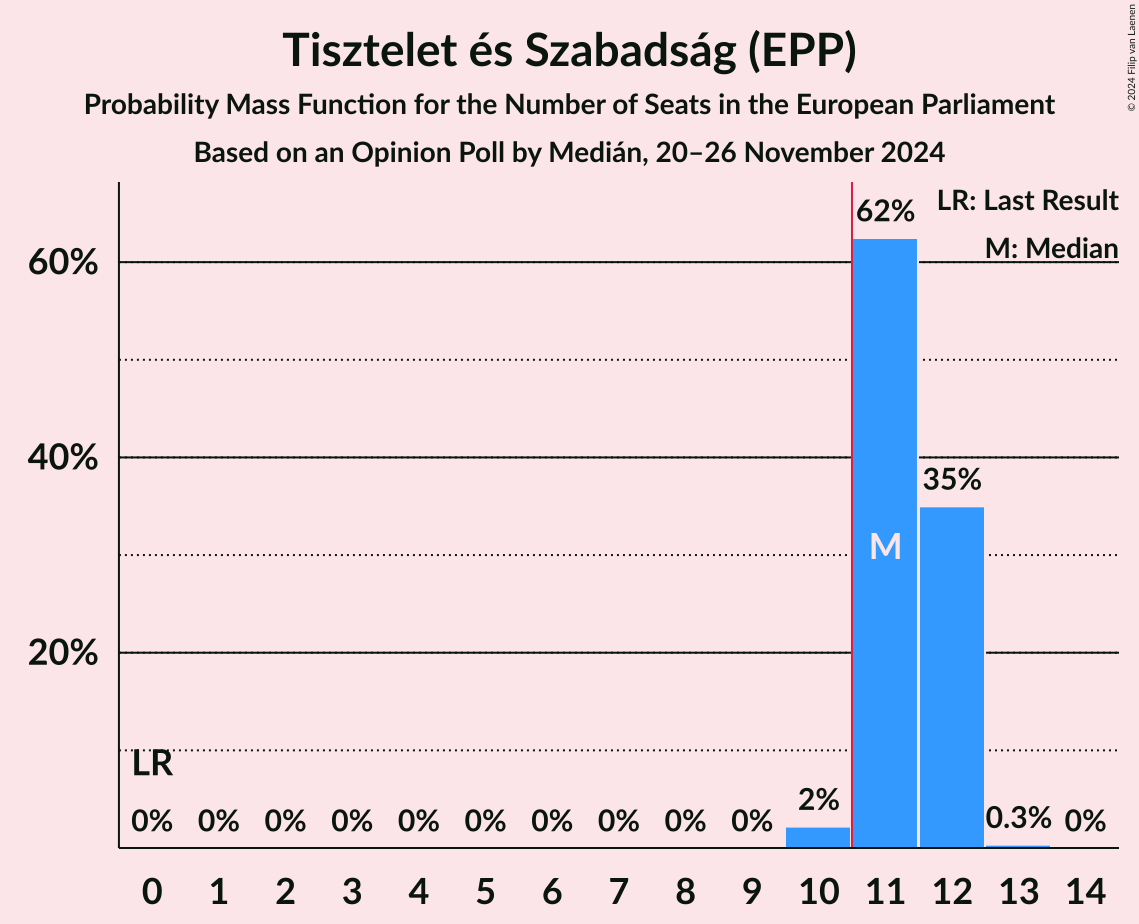 Tisztelet és Szabadság (EPP)
Probability Mass Function for the Number of Seats in the European Parliament
Based on an Opinion Poll by Medián, 20–26 November 2024
© 2024 Filip van Laenen
LR: Last Result
M: Median
62%
60%
40%
35%
M
20%
LR
0% 0% 0% 0% 0% 0% 0% 0% 0% 0% 2% 0.3% 0%
0 1 2 3 4 5 6 7 8 9 10 11 12 13 14